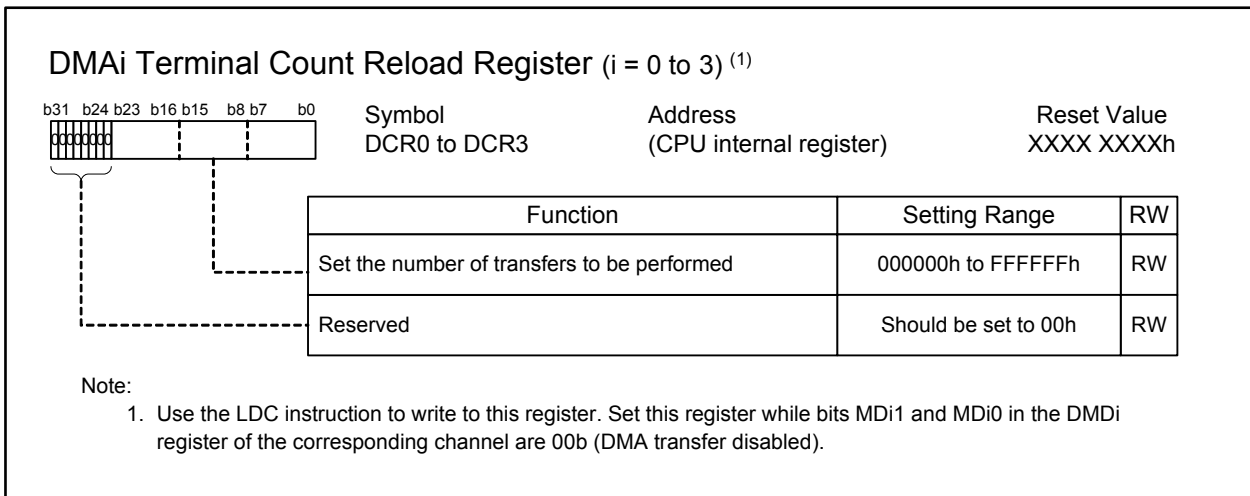 DMAi Terminal Count Reload Register (i = 0 to 3) (1)
b31 b24 b23 b16 b15 b8 b7 b0
Symbol Address Reset Value
00000000
DCR0 to DCR3 (CPU internal register) XXXX XXXXh
Function Setting Range RW
Set the number of transfers to be performed 000000h to FFFFFFh RW
Reserved Should be set to 00h RW
Note:
1. Use the LDC instruction to write to this register. Set this register while bits MDi1 and MDi0 in the DMDi
register of the corresponding channel are 00b (DMA transfer disabled).